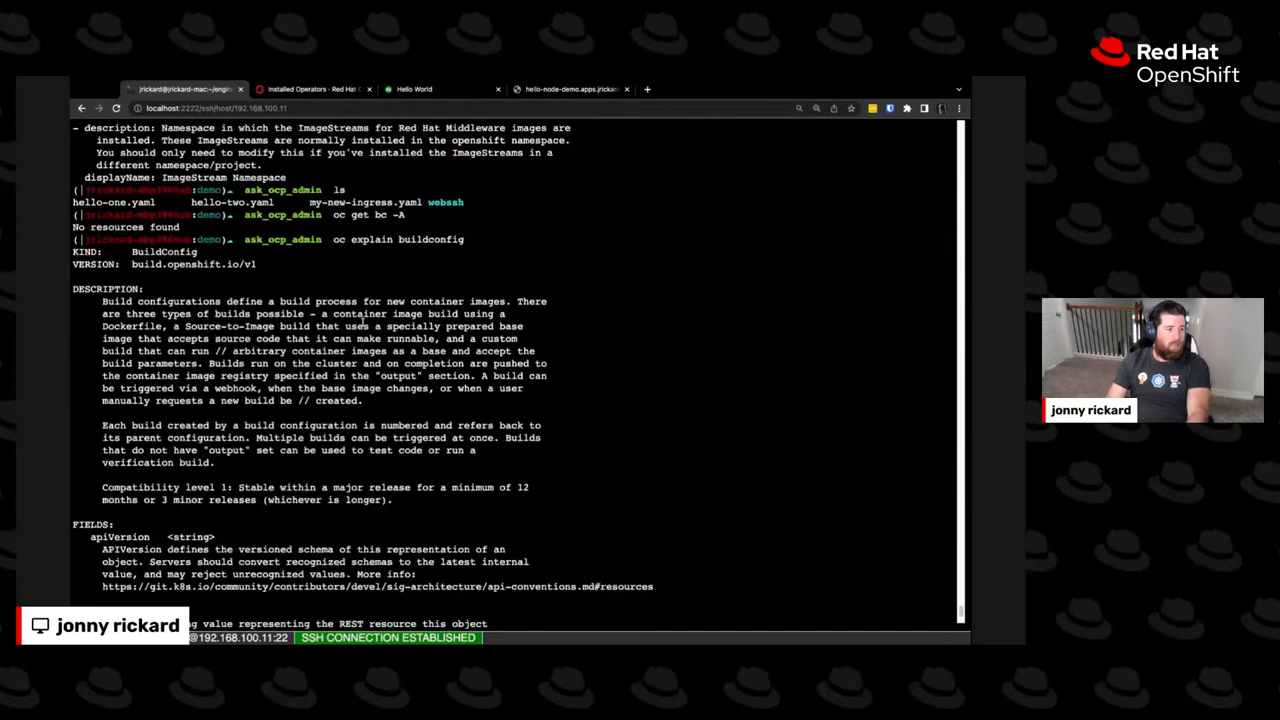 Red Hat
OpenShift
jrickard@jrickard-mac:~/engin
Installed Operators · Red Hat
Hello World
hello-node-demo.apps.jrickar
localhost:2222/ssh/host/192.168.100.11
- description: Namespace in which the ImageStreams for Red Hat Middleware images are
installed. These ImageStreams are normally installed in the openshift namespace.
You should only need to modify this if you've installed the ImageStreams in a
different namespace/project.
displayName: ImageStream Namespace
:demo) ask_ocp_admin ls
hello-one.yaml hello-two.yaml my-new-ingress.yaml webssh
:demo) ask_ocp_admin oc get bc -A
No resources found
:demo) ask_ocp_admin oc explain buildconfig
KIND: BuildConfig
VERSION: build.openshift.io/v1
DESCRIPTION:
Build configurations define a build process for new container images. There
are three types of builds possible - a container image build using a
Dockerfile, a Source-to-Image build that uses a specially prepared base
image that accepts source code that it can make runnable, and a custom
build that can run // arbitrary container images as a base and accept the
build parameters. Builds run on the cluster and on completion are pushed to
the container image registry specified in the "output" section. A build can
be triggered via a webhook, when the base image changes, or when a user
manually requests a new build be // created.
Each build created by a build configuration is numbered and refers back to
its parent configuration. Multiple builds can be triggered at once. Builds
that do not have "output" set can be used to test code or run a
verification build.
Compatibility level 1: Stable within a major release for a minimum of 12
months or 3 minor releases (whichever is longer).
FIELDS:
apiVersion <string>
APIVersion defines the versioned schema of this representation of an
object. Servers should convert recognized schemas to the latest internal
value, and may reject unrecognized values. More info:
https://git.k8s.io/community/contributors/devel/sig-architecture/api-conventions.md#resources
ng value representing the REST resource this object
@192.168.100.11:22 SSH CONNECTION ESTABLISHED
jonny rickard
jonny rickard